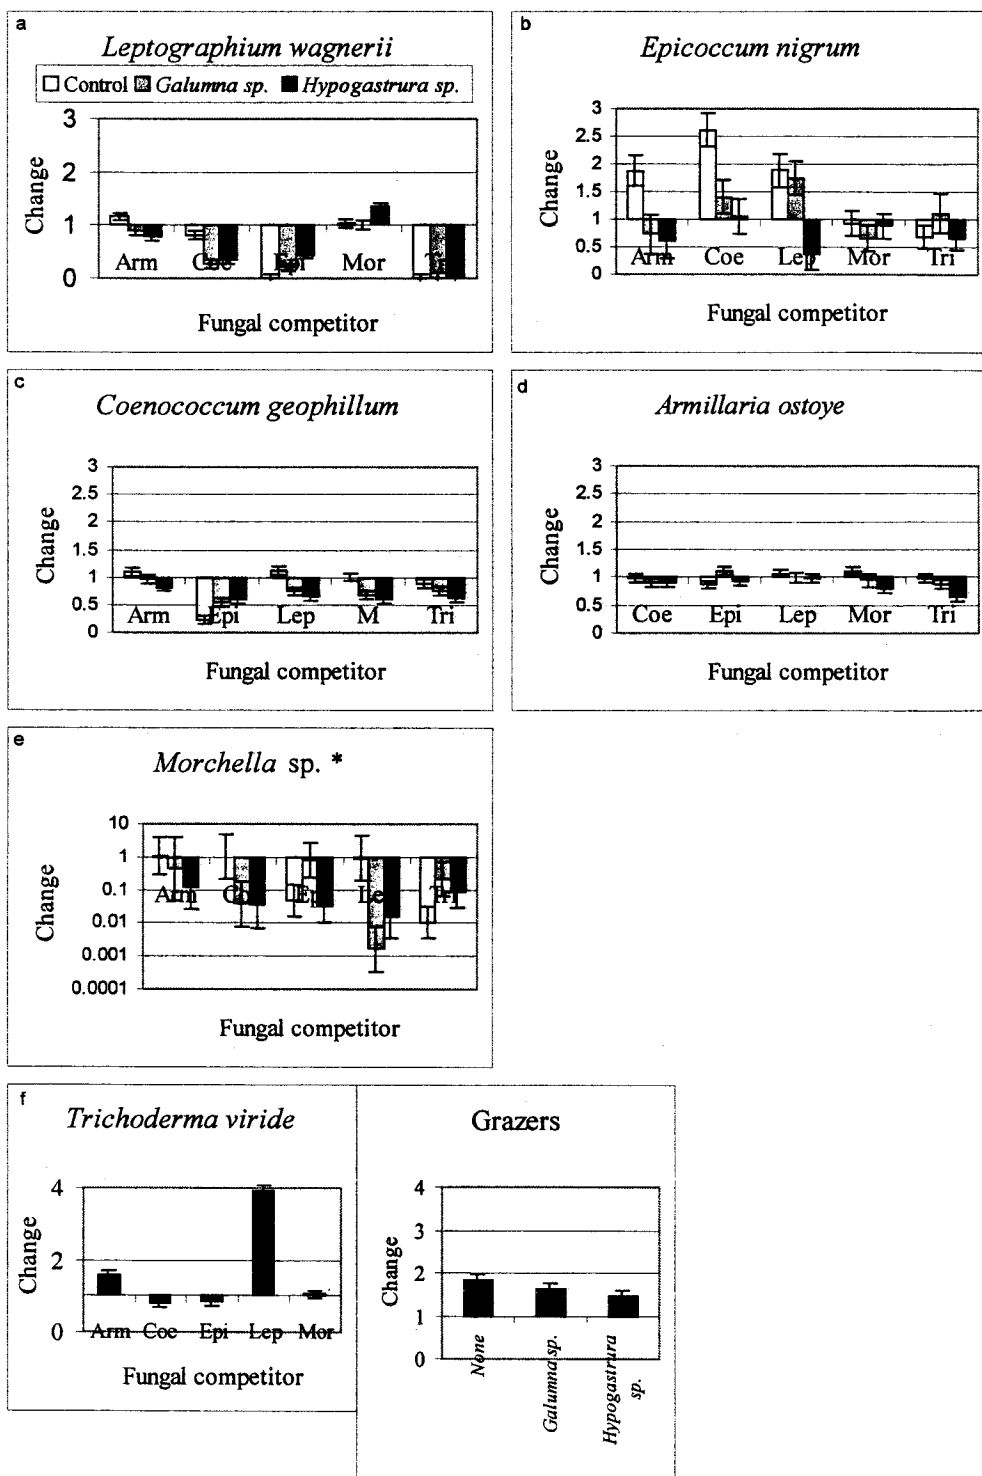 a
Leptographium wagnerii
Control Galumna sp. Hypogastrura sp.
3
2
1
0
Change
Arm Coe Epi Mor
Fungal competitor
b
Epicoccum nigrum
3
2.5
2
1.5
1
0.5
0
Change
Arm Coe Lep Mor Tri
Fungal competitor
c
Coenococcum geophillum
3
2.5
2
1.5
1
0.5
0
Change
Arm Epi Lep M Tri
Fungal competitor
d
Armillaria ostoye
3
2.5
2
1.5
1
0.5
0
Change
Coe Epi Lep Mor Tri
Fungal competitor
e
Morchella sp. *
10
1
0.1
0.01
0.001
0.0001
Change
Arm
Fungal competitor
f
Trichoderma viride
4
2
0
Change
Arm Coe Epi Lep Mor
Fungal competitor
Grazers
4
3
2
1
0
Change
None
Galumna sp.
Hypogastrura
sp.